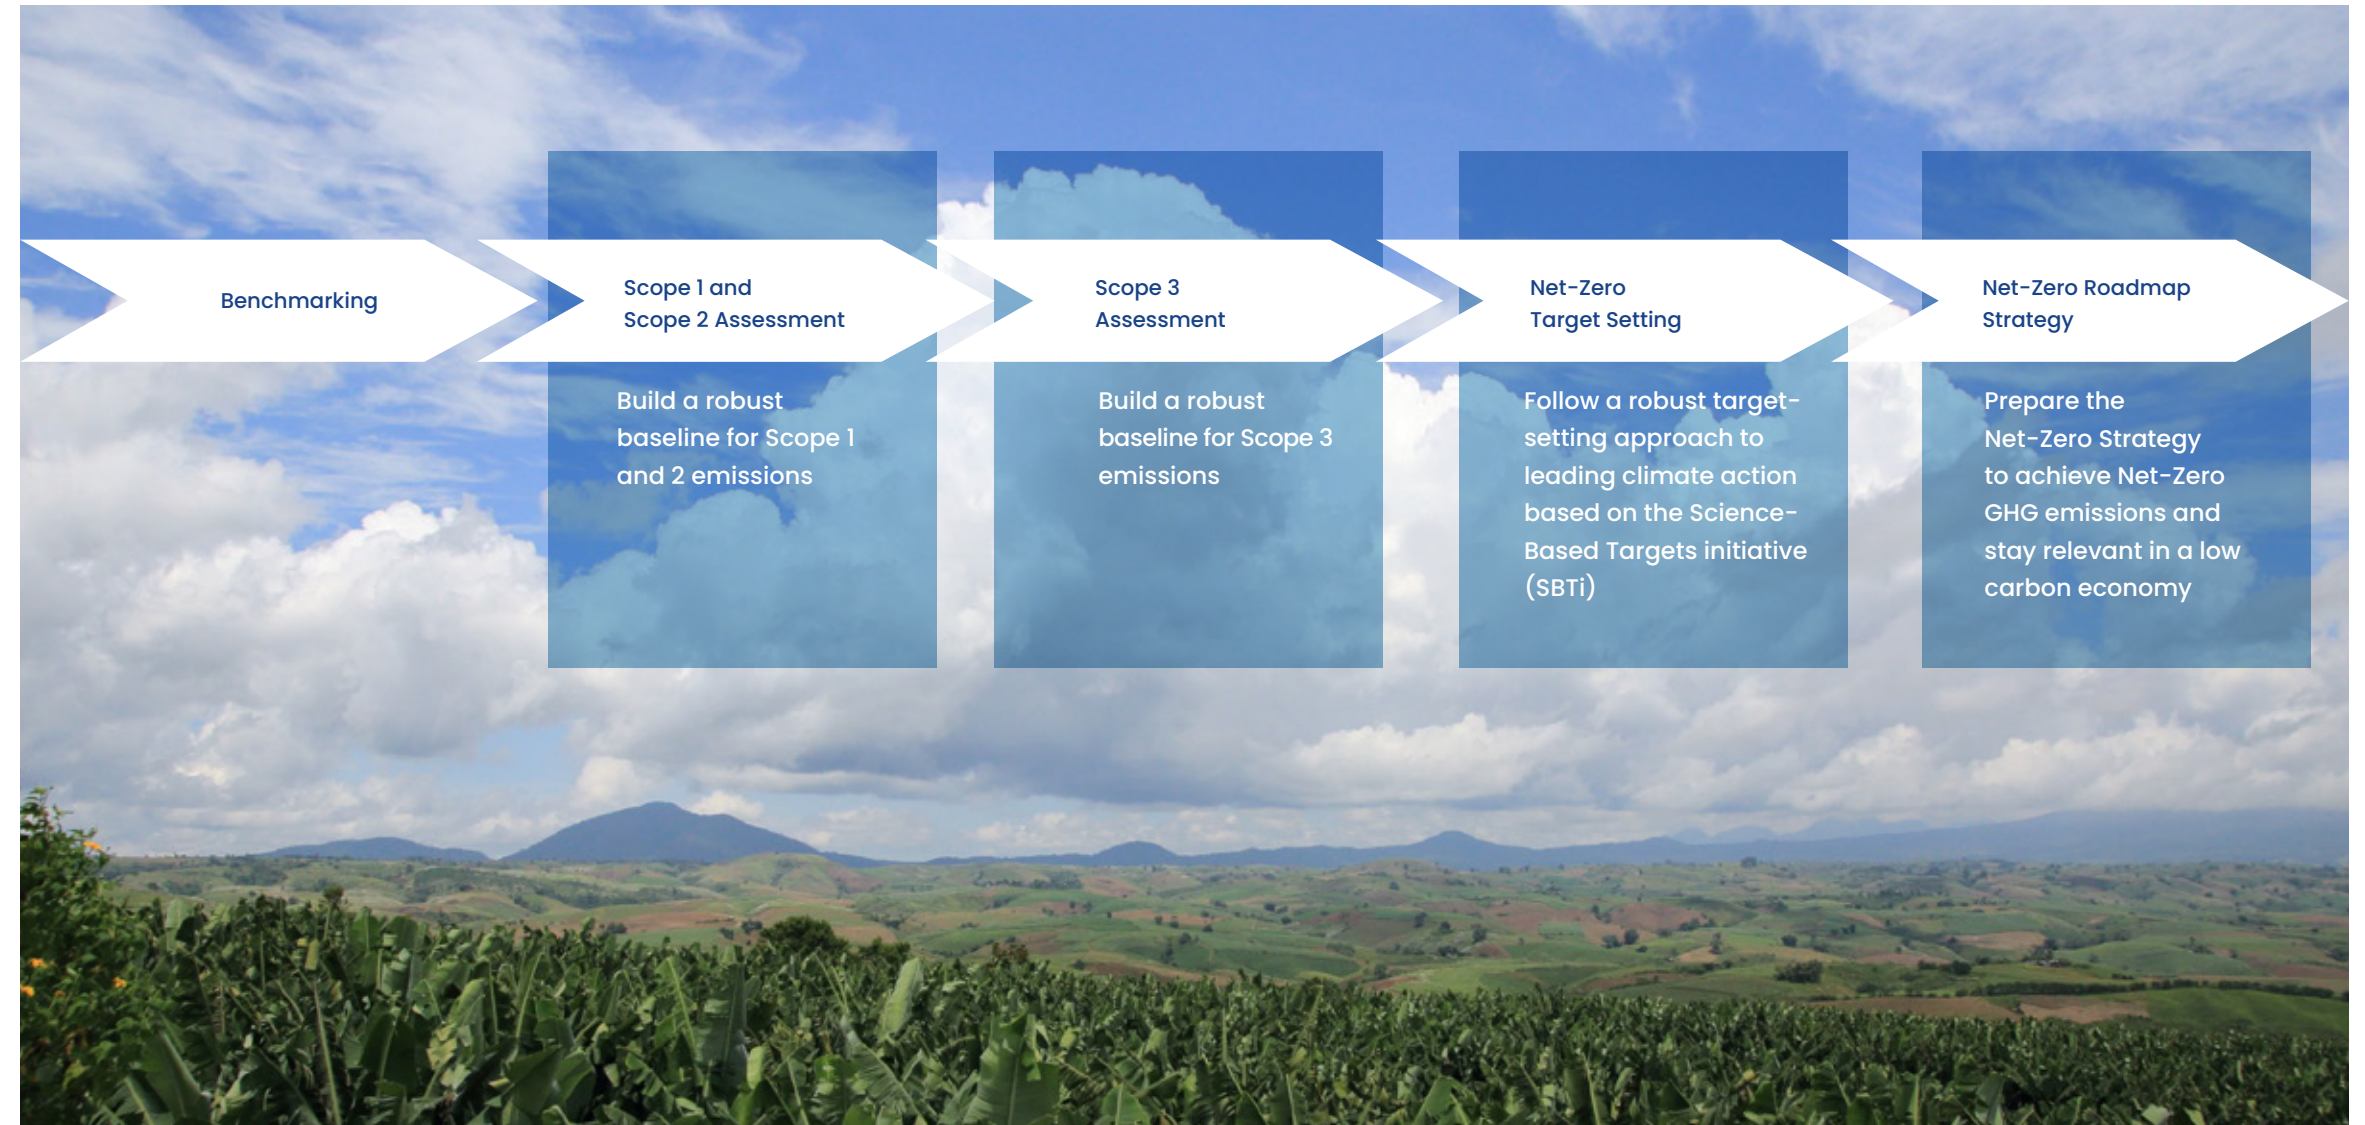 Benchmarking
Scope 1 and
Scope 2 Assessment
Build a robust
baseline for Scope 1
and 2 emissions
Scope 3
Assessment
Build a robust
baseline for Scope 3
emissions
Net-Zero
Target Setting
Follow a robust target-
setting approach to
leading climate action
based on the Science-
Based Targets initiative
(SBTi)
Net-Zero Roadmap
Strategy
Prepare the
Net-Zero Strategy
to achieve Net-Zero
GHG emissions and
stay relevant in a low
carbon economy